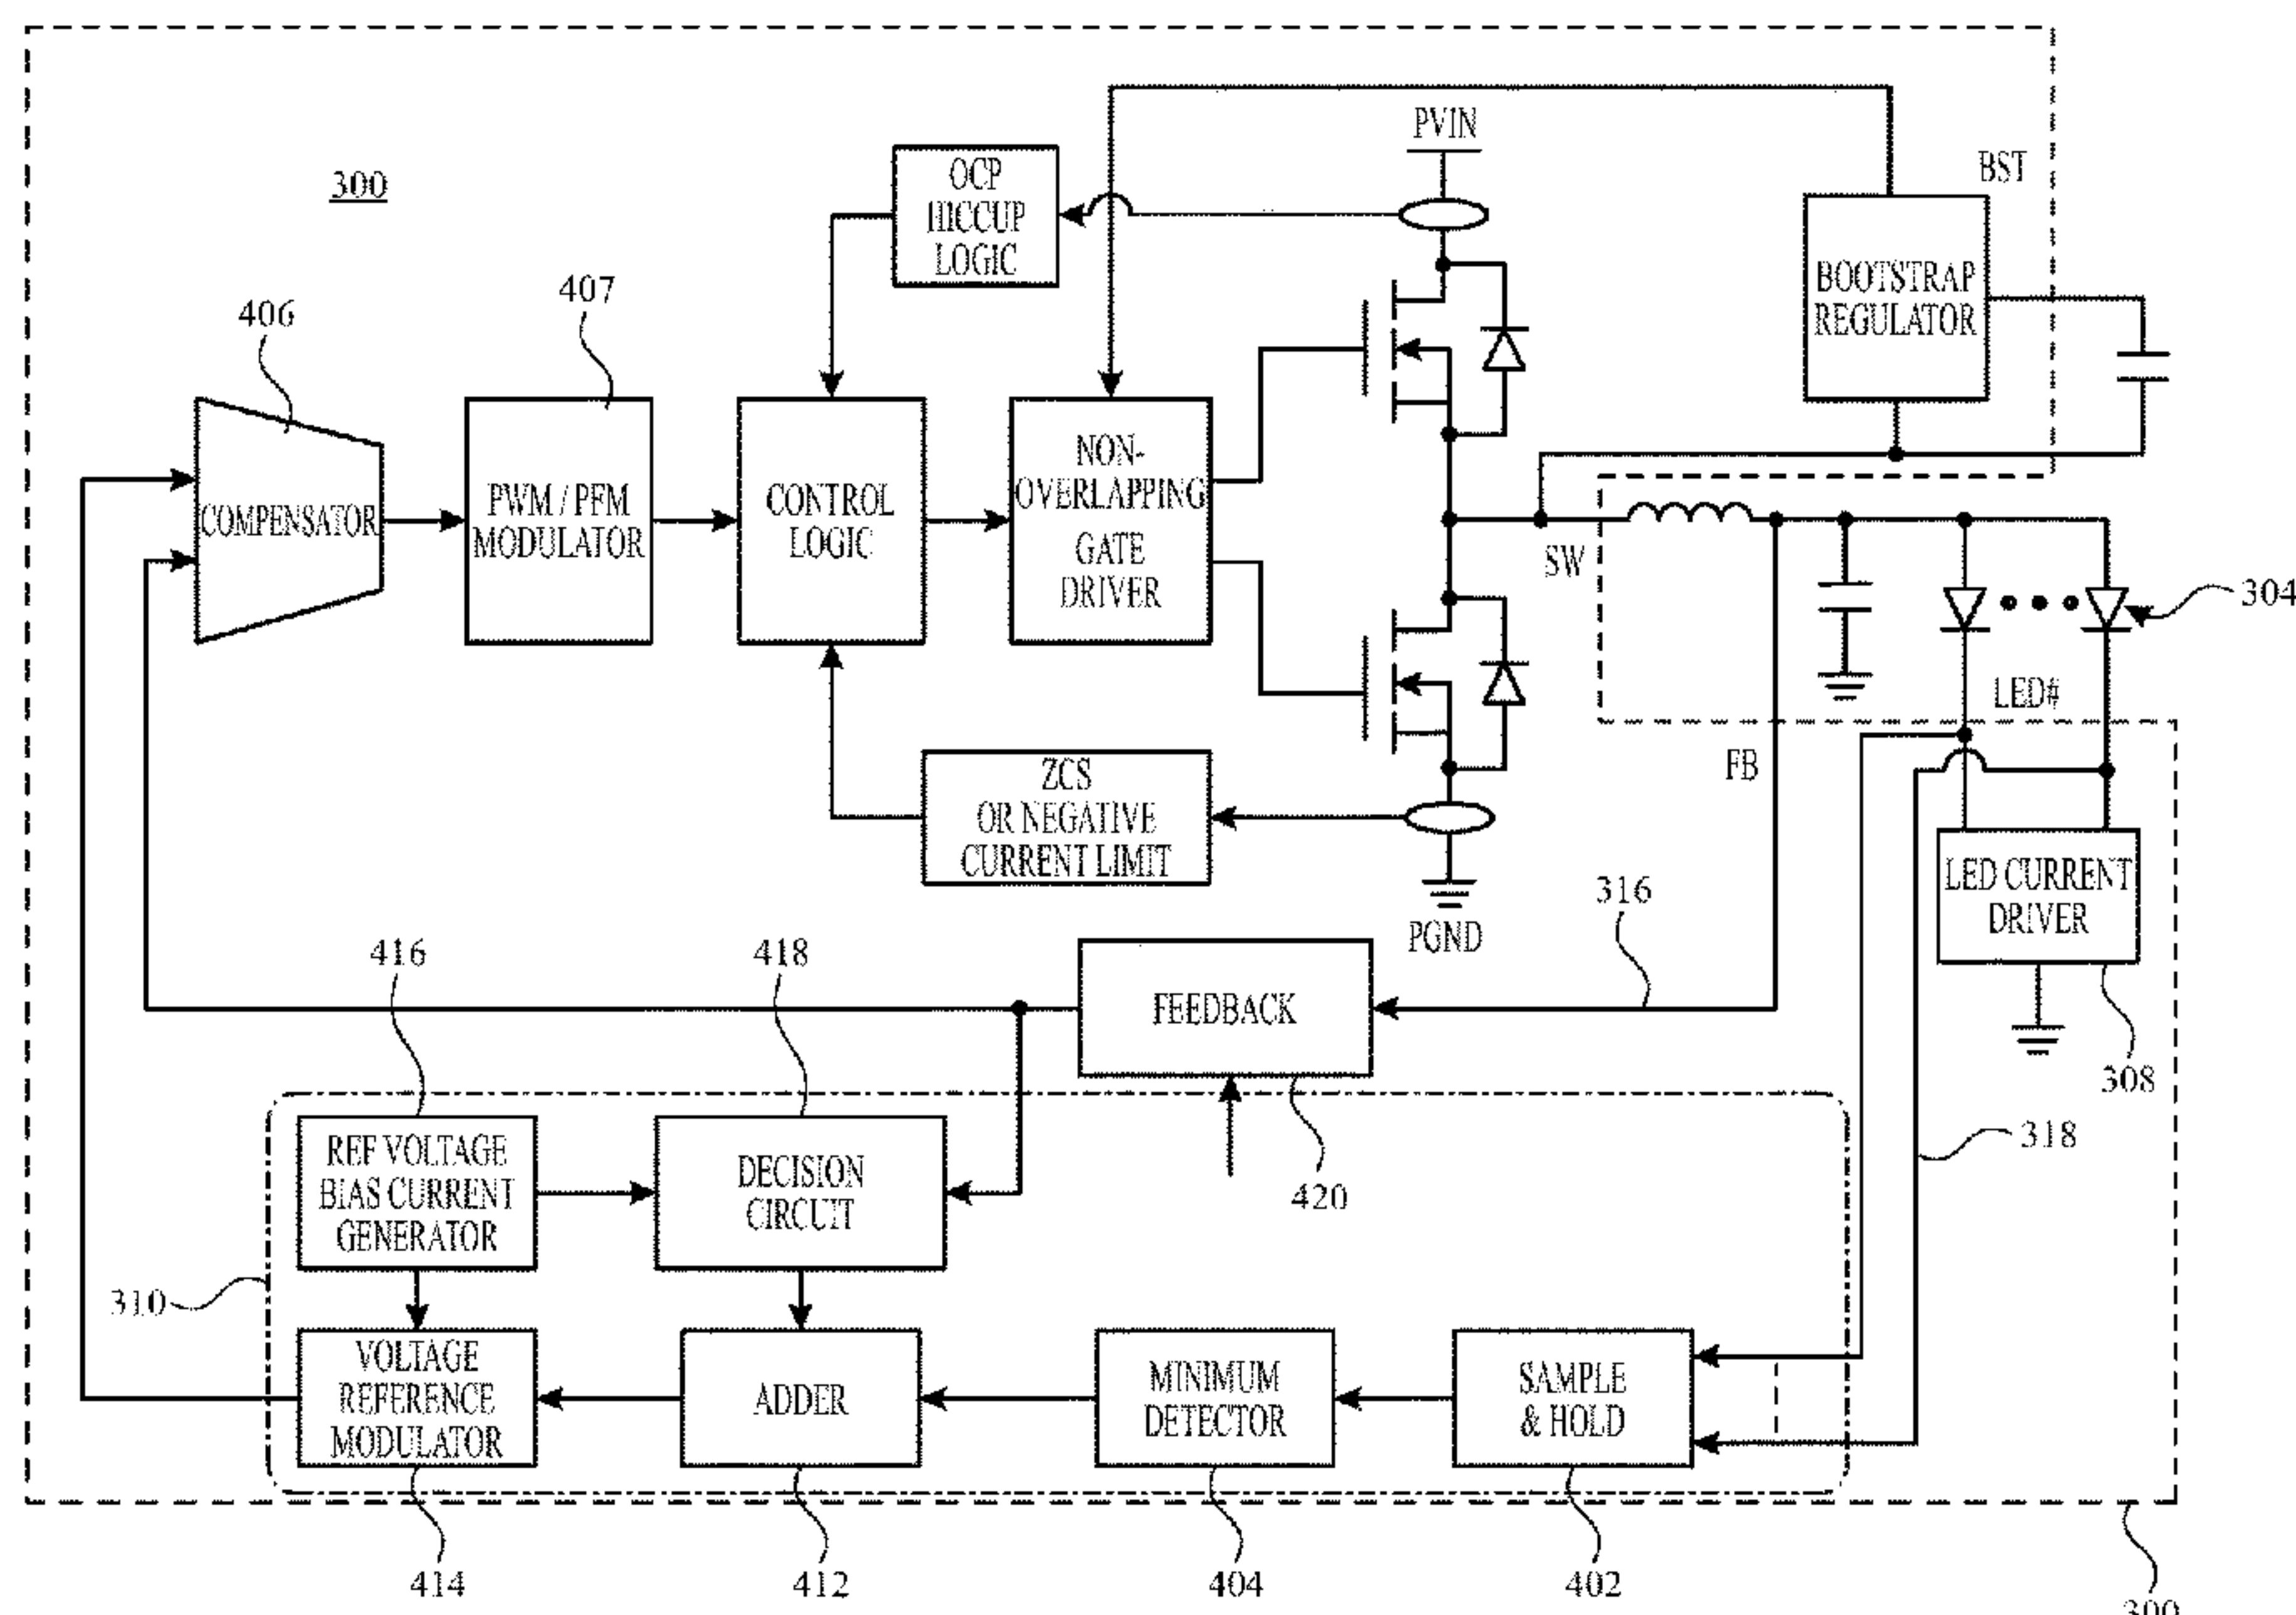 300
PVIN
BST
OCP
HICCUP
LOGIC
BOOTSTRAP
REGULATOR
406
407
COMPENSATOR
PWM / PFM
MODULATOR
CONTROL
LOGIC
NON-
OVERLAPPING
GATE
DRIVER
SW
304
LED#
FB
ZCS
OR NEGATIVE
CURRENT LIMIT
PGND
LED CURRENT
DRIVER
316
308
416
418
FEEDBACK
318
420
REF VOLTAGE
BIAS CURRENT
GENERATOR
DECISION
CIRCUIT
310
VOLTAGE
REFERENCE
MODULATOR
ADDER
MINIMUM
DETECTOR
SAMPLE
& HOLD
414
412
404
402
300